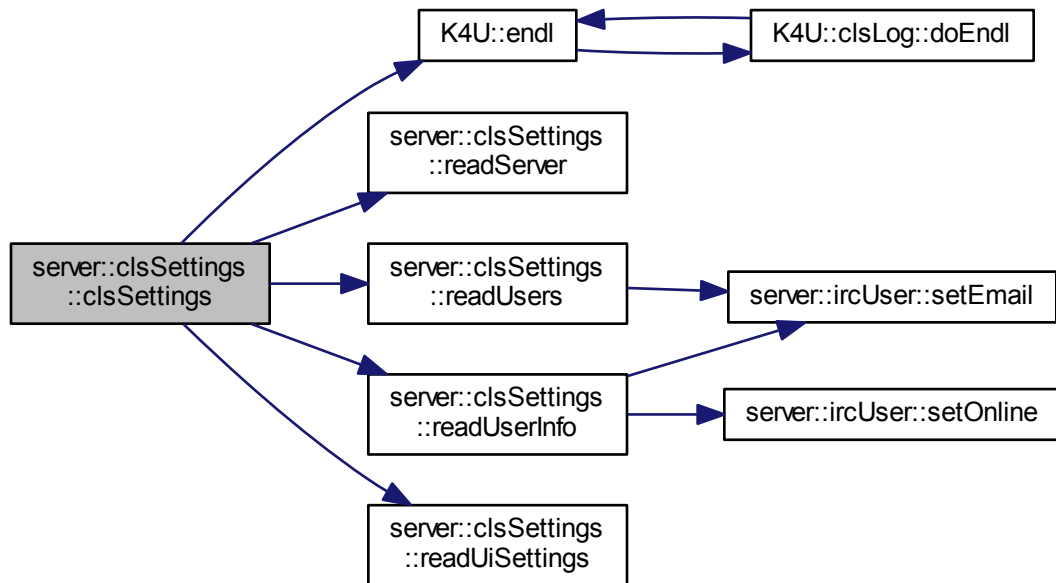 K4U::endl
K4U::clsLog::doEndl
server::clsSettings
::readServer
server::clsSettings
::clsSettings
server::clsSettings
::readUsers
server::ircUser::setEmail
server::clsSettings
::readUserInfo
server::ircUser::setOnline
server::clsSettings
::readUiSettings